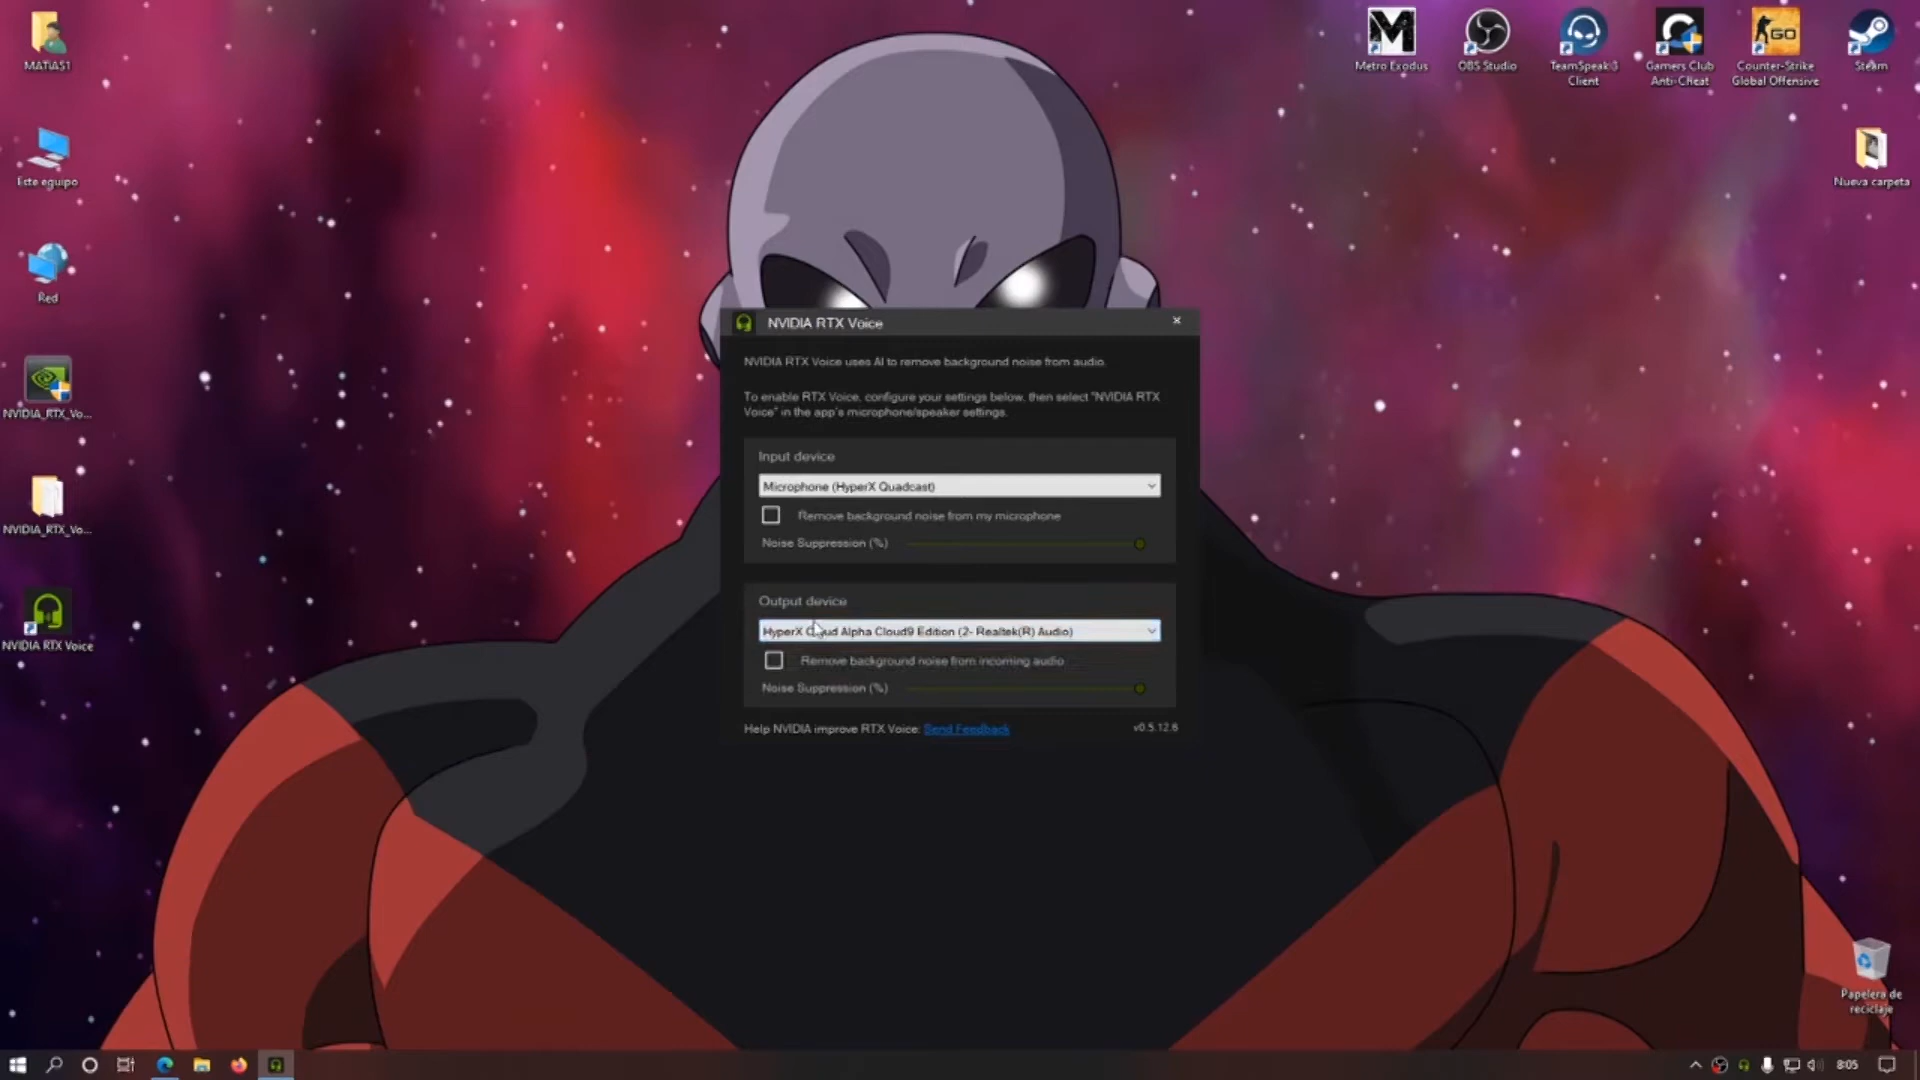 MATIAS1
Este equipo
Red
NVIDIA_RTX_Vo...
NVIDIA_RTX_Vo...
NVIDIA RTX Voice
Metro Exodus
OBS Studio
TeamSpeak 3
Client
Gamers Club
Anti-Cheat
Counter-Strike
Global Offensive
Steam
Nueva carpeta
NVIDIA RTX Voice
NVIDIA RTX Voice uses AI to remove background noise from audio.
To enable RTX Voice, configure your settings below, then select "NVIDIA RTX
Voice" in the app's microphone/speaker settings.
Input device
Microphone (HyperX Quadcast)
Remove background noise from my microphone
Noise Suppression (%)
Output device
HyperX Cloud Alpha Cloud9 Edition (2- Realtek(R) Audio)
Remove background noise from incoming audio
Noise Suppression (%)
Help NVIDIA improve RTX Voice: Send Feedback
v0.5.12.6
Papelera de
reciclaje
8:05